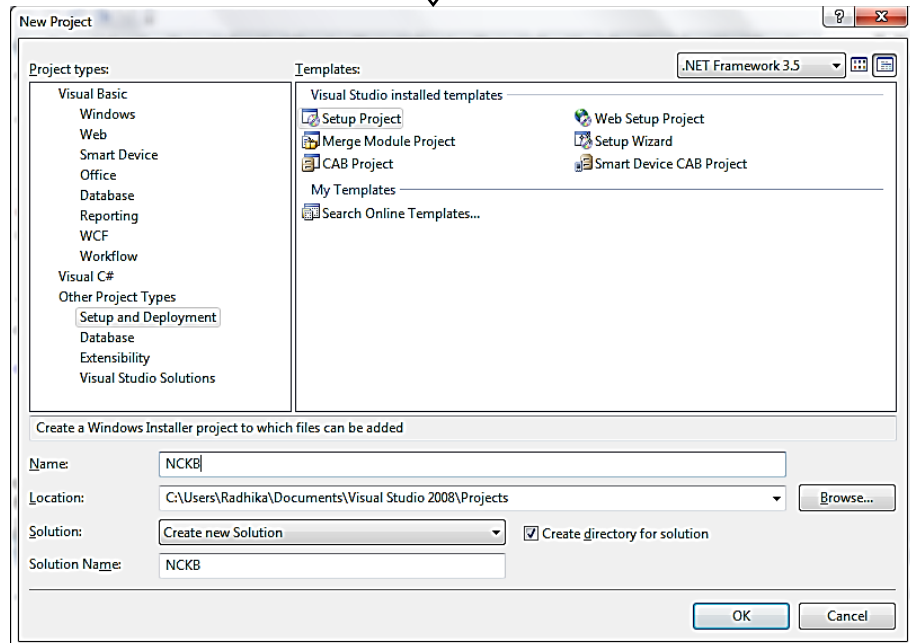 New Project
Project types:
Templates:
.NET Framework 3.5
Visual Basic
Windows
Web
Smart Device
Office
Database
Reporting
WCF
Workflow
Visual C#
Other Project Types
Setup and Deployment
Database
Extensibility
Visual Studio Solutions
Visual Studio installed templates
Setup Project
Web Setup Project
Merge Module Project
Setup Wizard
CAB Project
Smart Device CAB Project
My Templates
Search Online Templates...
Create a Windows Installer project to which files can be added
Name: NCKB
Location: C:\Users\Radhika\Documents\Visual Studio 2008\Projects Browse...
Solution: Create new Solution Create directory for solution
Solution Name: NCKB
OK Cancel